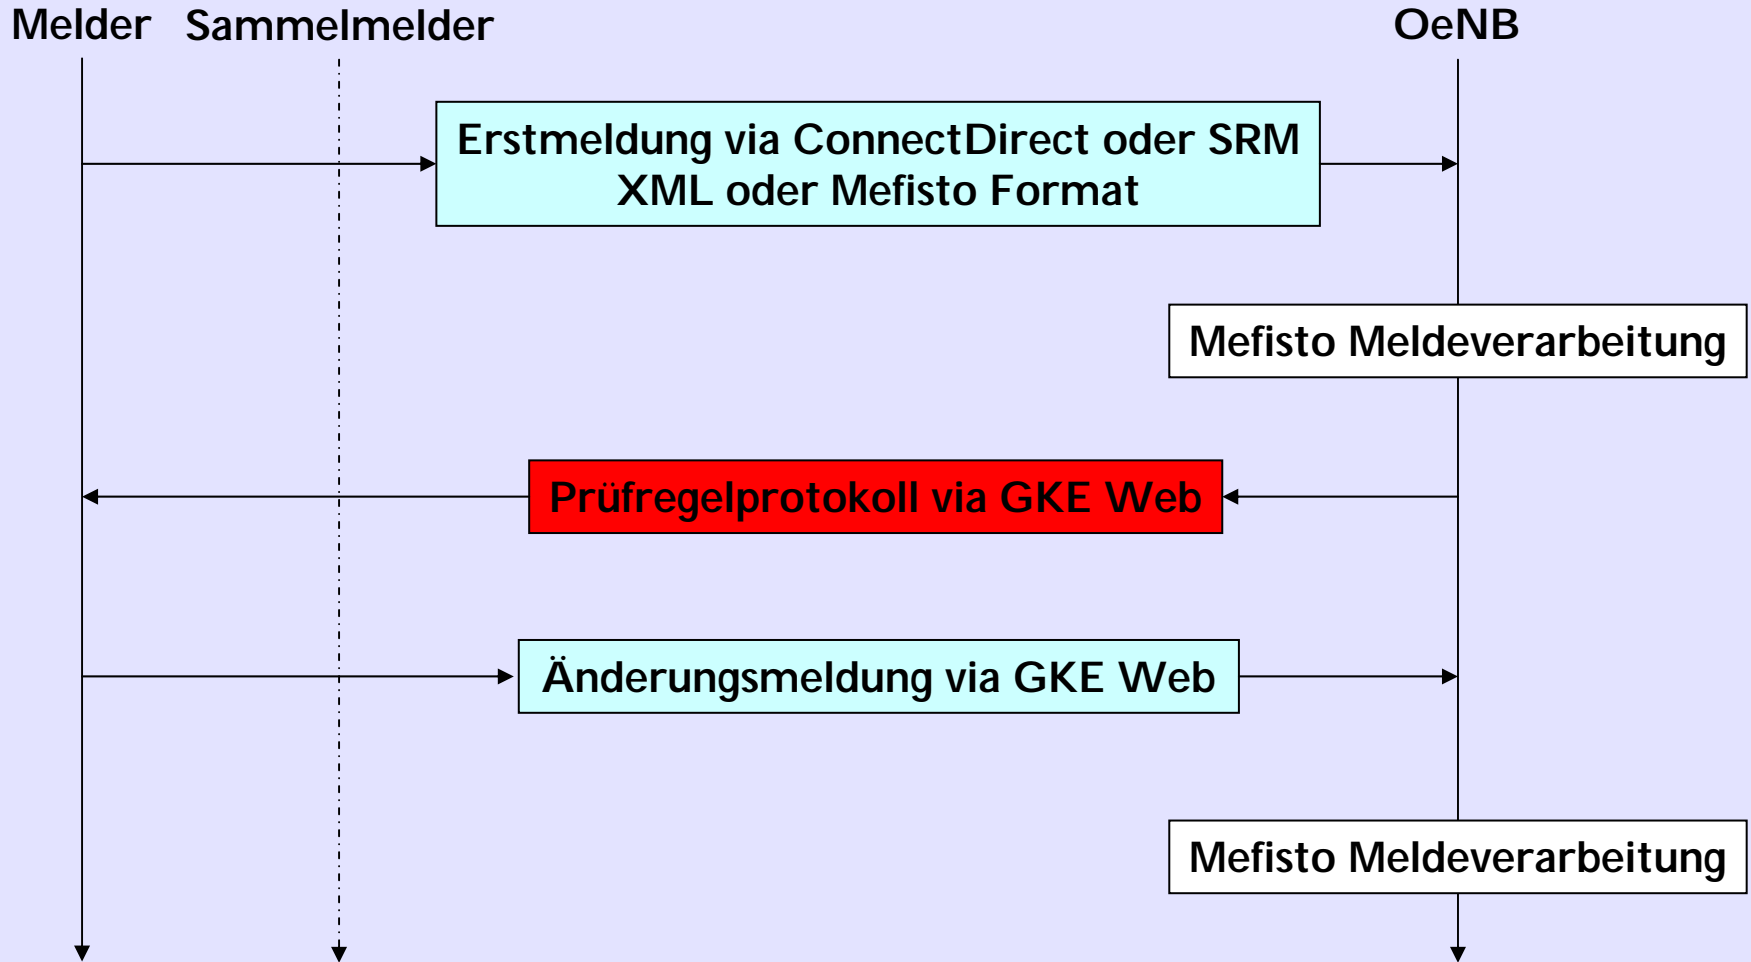 Melder Sammelmelder OeNB
Erstmeldung via ConnectDirect oder SRM
XML oder Mefisto Format
Mefisto Meldeverarbeitung
Prüfregelprotokoll via GKE Web
Änderungsmeldung via GKE Web
Mefisto Meldeverarbeitung